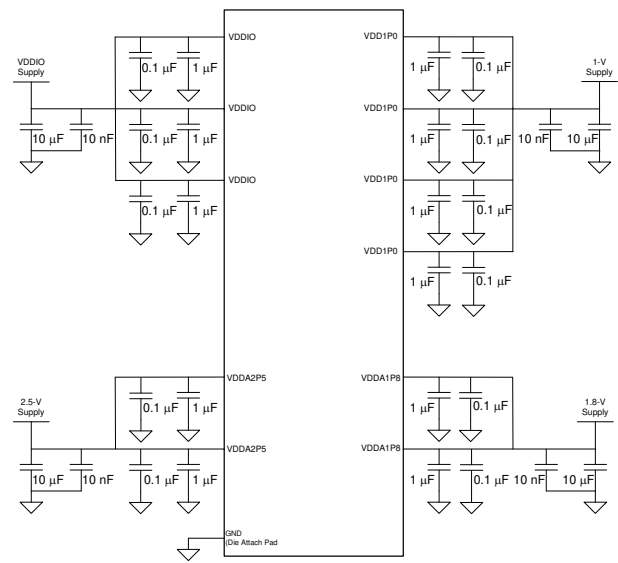 VDDIO
VDD1P0
VDDIO
Supply
1-V
Supply
0.1 μF
1 μF
1 μF
0.1 μF
VDDIO
VDD1P0
10 μF
10 nF
0.1 μF
1 μF
1 μF
0.1 μF
10 nF
10 μF
VDDIO
VDD1P0
0.1 μF
1 μF
1 μF
0.1 μF
VDD1P0
1 μF
0.1 μF
VDDA2P5
VDDA1P8
2.5-V
Supply
1.8-V
Supply
0.1 μF
1 μF
1 μF
0.1 μF
VDDA2P5
VDDA1P8
10 μF
10 nF
0.1 μF
1 μF
1 μF
0.1 μF
10 nF
10 μF
GND
(Die Attach Pad